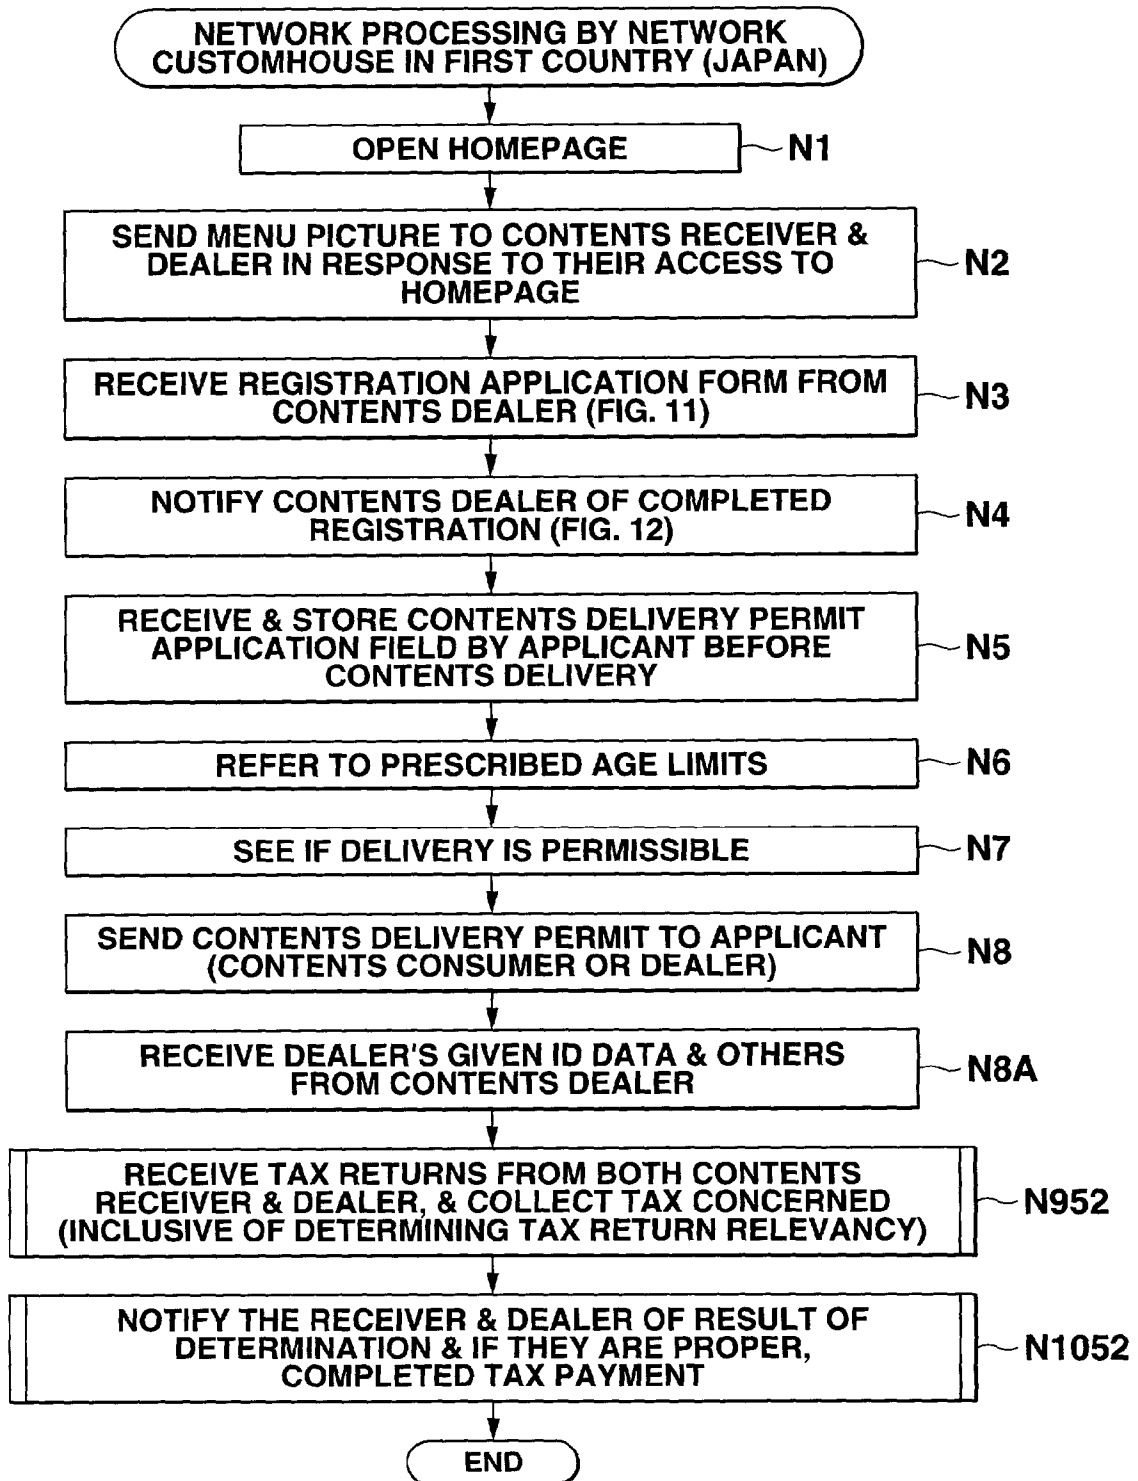 NETWORK PROCESSING BY NETWORK
CUSTOMHOUSE IN FIRST COUNTRY (JAPAN)
OPEN HOMEPAGE
N1
SEND MENU PICTURE TO CONTENTS RECEIVER &
DEALER IN RESPONSE TO THEIR ACCESS TO
HOMEPAGE
N2
RECEIVE REGISTRATION APPLICATION FORM FROM
CONTENTS DEALER (FIG. 11)
N3
NOTIFY CONTENTS DEALER OF COMPLETED
REGISTRATION (FIG. 12)
N4
RECEIVE & STORE CONTENTS DELIVERY PERMIT
APPLICATION FIELD BY APPLICANT BEFORE
CONTENTS DELIVERY
N5
REFER TO PRESCRIBED AGE LIMITS
N6
SEE IF DELIVERY IS PERMISSIBLE
N7
SEND CONTENTS DELIVERY PERMIT TO APPLICANT
(CONTENTS CONSUMER OR DEALER)
N8
RECEIVE DEALER'S GIVEN ID DATA & OTHERS
FROM CONTENTS DEALER
N8A
RECEIVE TAX RETURNS FROM BOTH CONTENTS
RECEIVER & DEALER, & COLLECT TAX CONCERNED
(INCLUSIVE OF DETERMINING TAX RETURN RELEVANCY)
N952
NOTIFY THE RECEIVER & DEALER OF RESULT OF
DETERMINATION & IF THEY ARE PROPER,
COMPLETED TAX PAYMENT
N1052
END